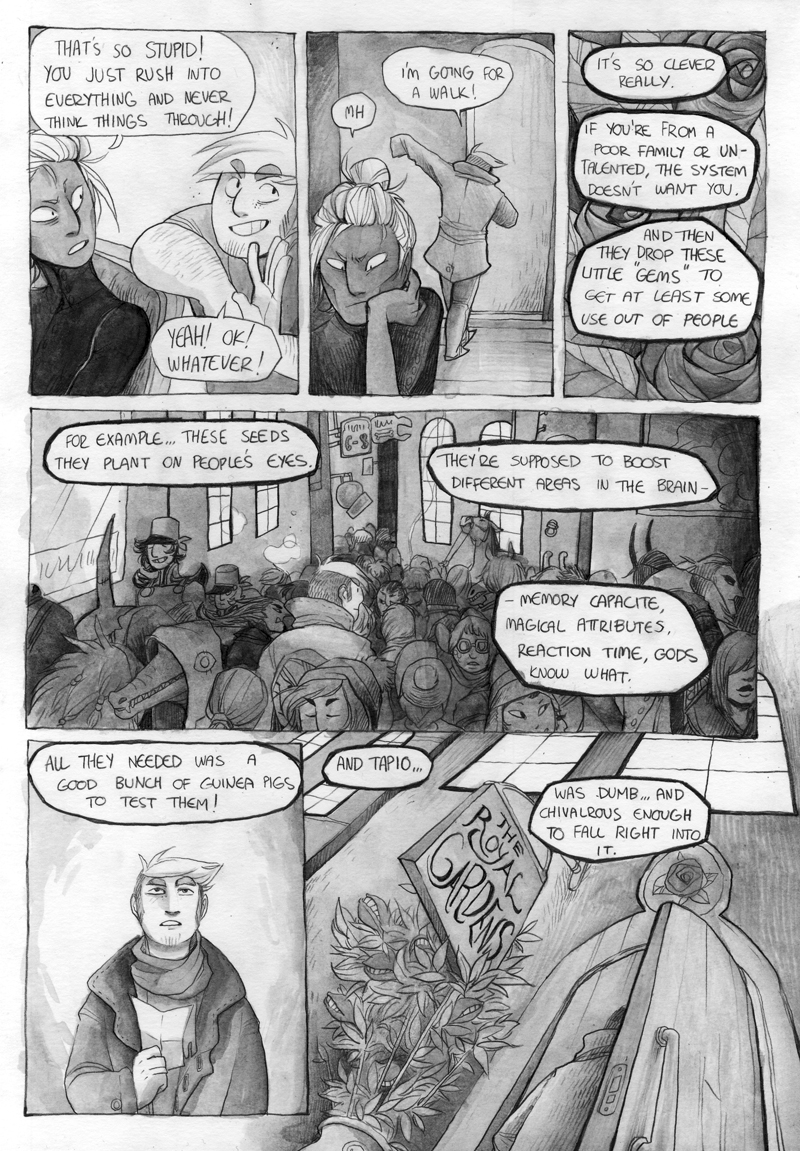 THAT'S SO STUPID!
YOU JUST RUSH INTO
EVERYTHING AND NEVER
THINK THINGS THROUGH!
YEAH! OK!
WHATEVER!
MH
I'M GOING FOR
A WALK!
IT'S SO CLEVER
REALLY.
IF YOU'RE FROM A
POOR FAMILY OR UN-
TALENTED, THE SYSTEM
DOESN'T WANT YOU.
AND THEN
THEY DROP THESE
LITTLE "GEMS" TO
GET AT LEAST SOME
USE OUT OF PEOPLE
FOR EXAMPLE... THESE SEEDS
THEY PLANT ON PEOPLE'S EYES.
6-8
THEY'RE SUPPOSED TO BOOST
DIFFERENT AREAS IN THE BRAIN-
- MEMORY CAPACITE,
MAGICAL ATTRIBUTES,
REACTION TIME, GODS
KNOW WHAT.
ALL THEY NEEDED WAS A
GOOD BUNCH OF GUINEA PIGS
TO TEST THEM!
AND TAPIO...
WAS DUMB... AND
CHIVALROUS ENOUGH
TO FALL RIGHT INTO
IT.
THE
ROYAL
GARDENS